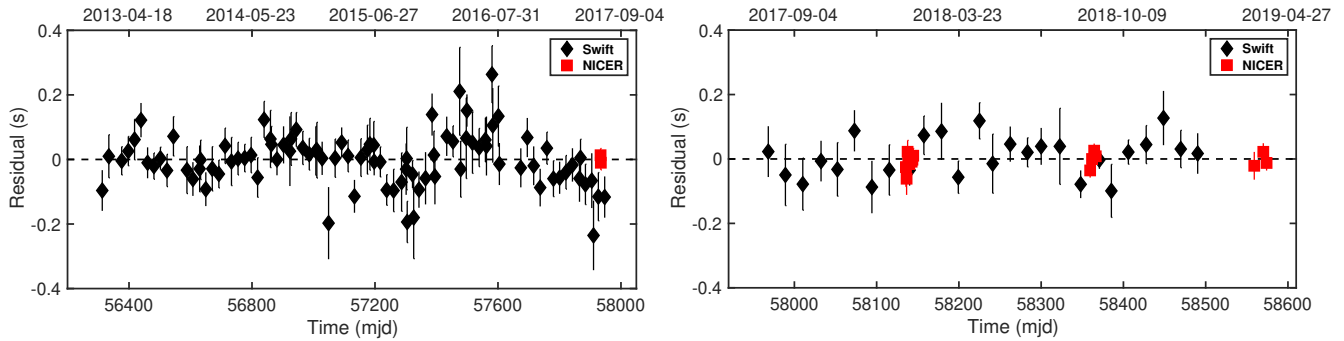 2013-04-18 2014-05-23 2015-06-27 2016-07-31 2017-09-04
0.4
0.2
0
-0.2
-0.4
Residual (s)
Swift
NICER
56400 56800 57200 57600 58000
Time (mjd)
2017-09-04 2018-03-23 2018-10-09 2019-04-27
0.4
0.2
0
-0.2
-0.4
Residual (s)
Swift
NICER
58000 58100 58200 58300 58400 58500 58600
Time (mjd)